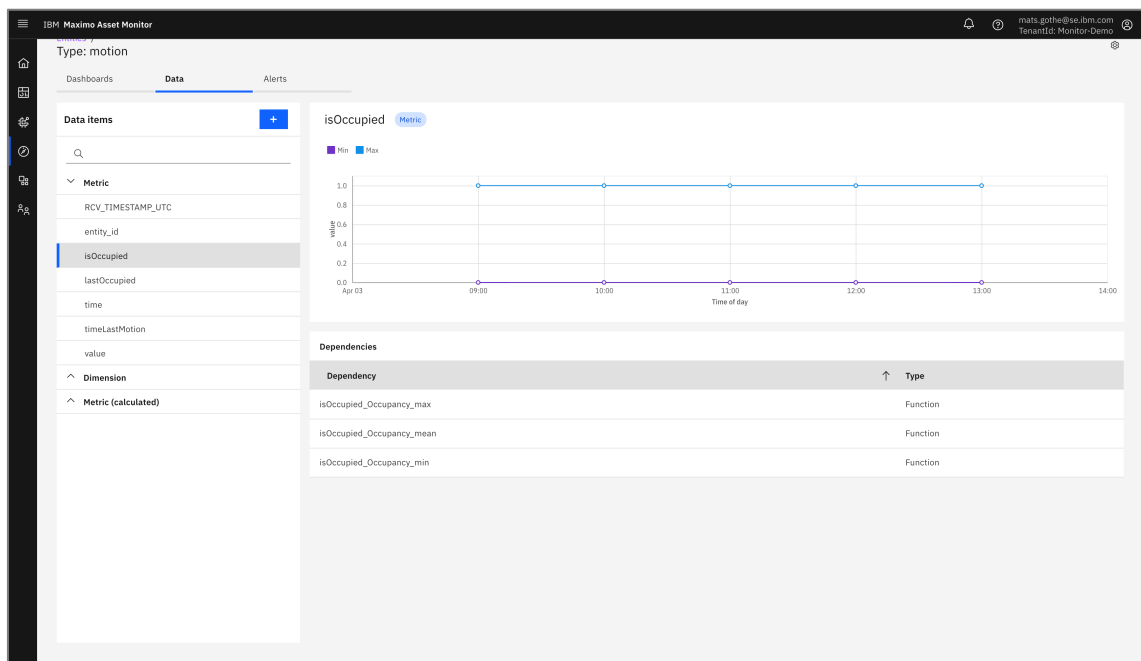 IBM Maximo Asset Monitor
mats.gothe@se.ibm.com
TenantId: Monitor-Demo
Entities /
Type: motion
Dashboards Data Alerts
Data items +
Metric
RCV_TIMESTAMP_UTC
entity_id
isOccupied
lastOccupied
time
timeLastMotion
value
Dimension
Metric (calculated)
isOccupied Metric
Min Max
1.0
0.8
0.6
0.4
0.2
0.0
value
Apr 03 09:00 10:00 11:00 12:00 13:00 14:00
Time of day
Dependencies
Dependency Type
isOccupied_Occupancy_max Function
isOccupied_Occupancy_mean Function
isOccupied_Occupancy_min Function